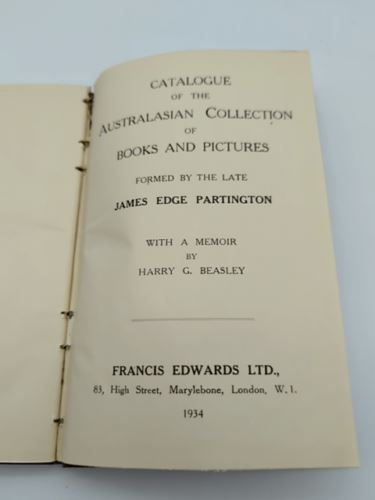 CATALOGUE
OF THE
AUSTRALASIAN COLLECTION
OF
BOOKS AND PICTURES
FORMED BY THE LATE
JAMES EDGE PARTINGTON
WITH A MEMOIR
BY
HARRY G. BEASLEY
FRANCIS EDWARDS LTD.,
83, High Street, Marylebone, London, W. 1.
1934